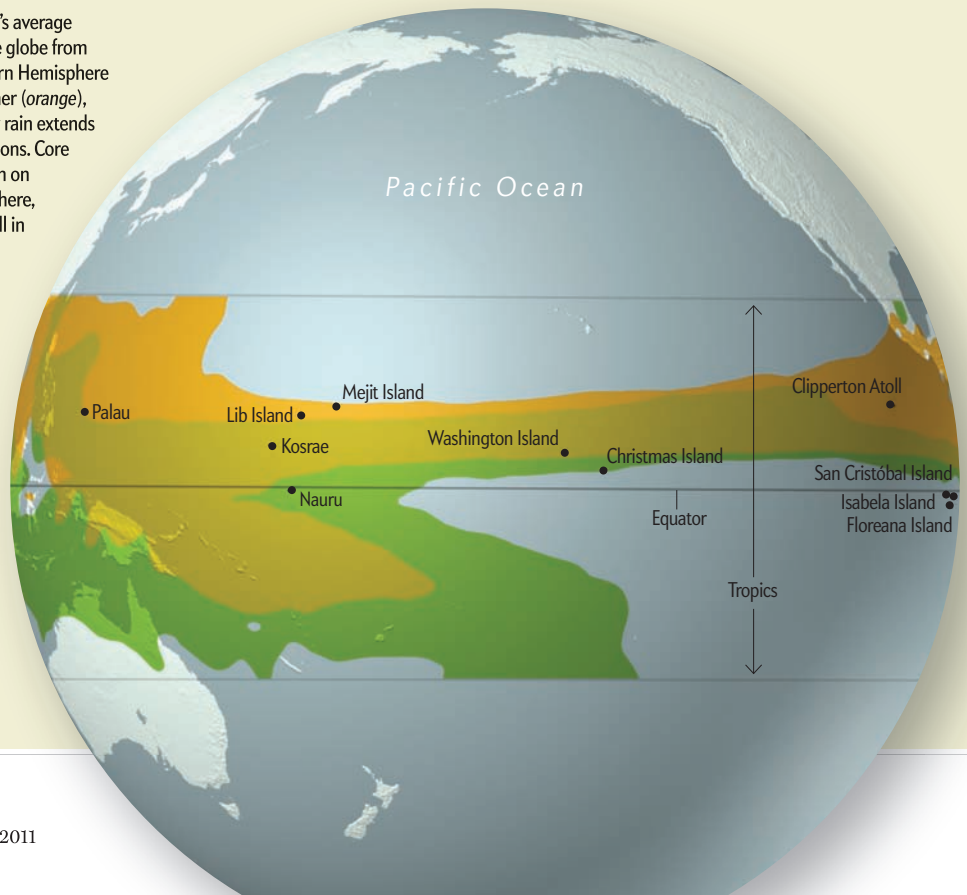 ’s average
e globe from
rn Hemisphere
ner (orange),
rain extends
ons. Core
n on
here,
ll in
Pacific Ocean
Mejit Island
Clipperton Atoll
Palau
Lib Island
Washington Island
Kosrae
Christmas Island
San Cristóbal Island
Nauru
Isabela Island
Equator
Floreana Island
Tropics
2011